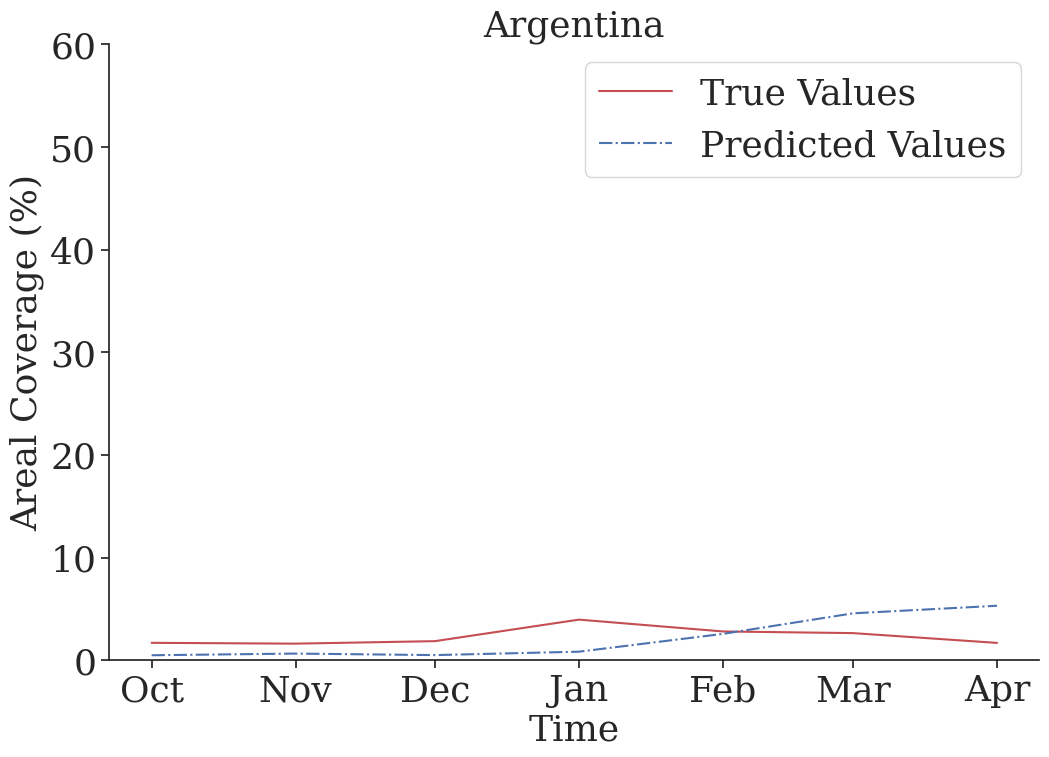 Argentina
True Values
Predicted Values
Areal Coverage (%)
60
50
40
30
20
10
0
Oct Nov Dec Jan Feb Mar Apr
Time